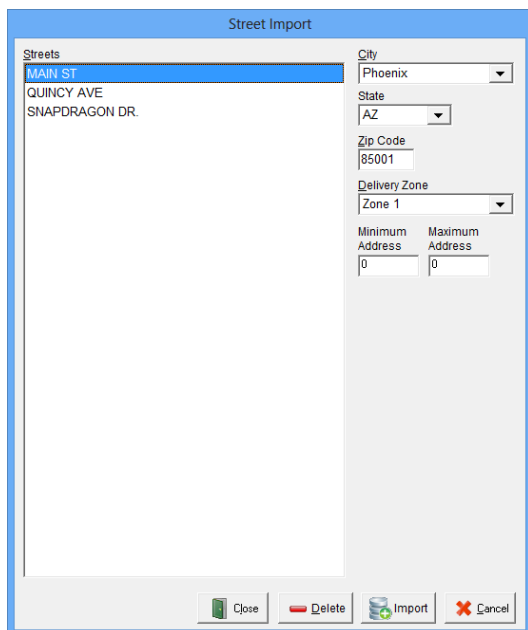 Street Import
Streets
MAIN ST
QUINCY AVE
SNAPDRAGON DR.
City
Phoenix
State
AZ
Zip Code
85001
Delivery Zone
Zone 1
Minimum Address
0
Maximum Address
0
Close
Delete
Import
Cancel